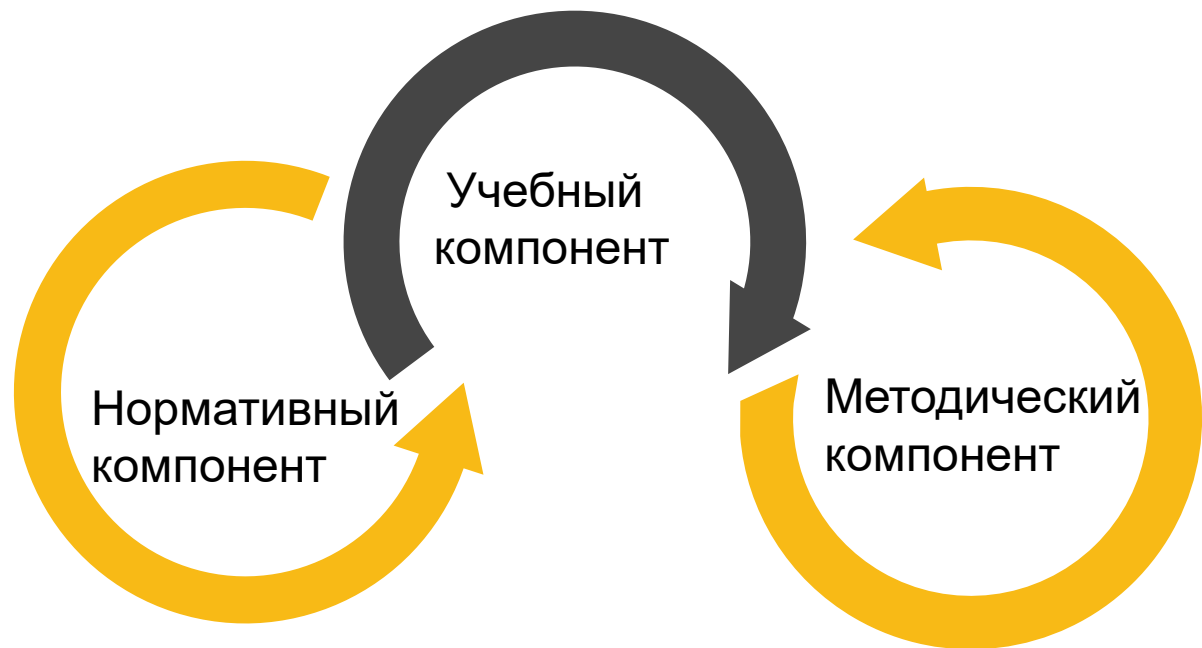 Учебный
компонент
Нормативный
компонент
Методический
компонент